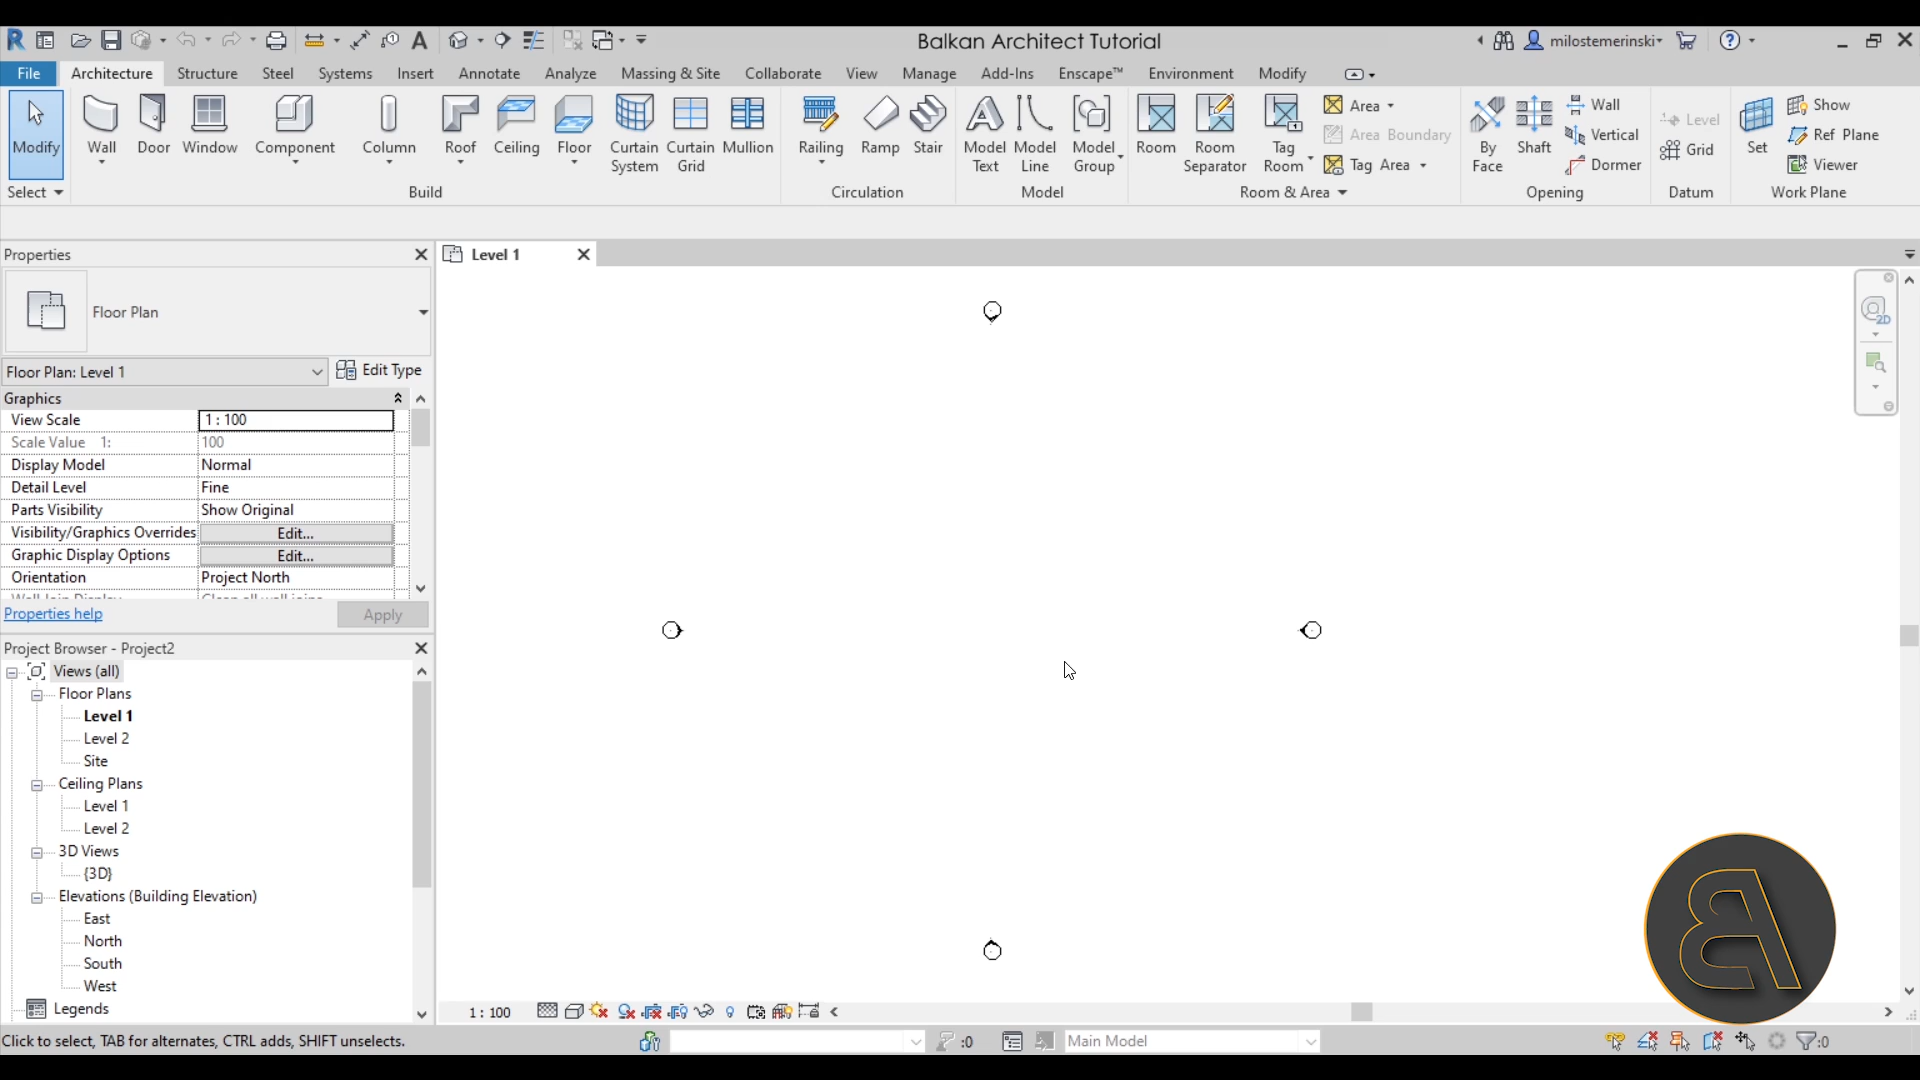 Balkan Architect Tutorial
milostemerinski
File Architecture Structure Steel Systems Insert Annotate Analyze Massing & Site Collaborate View Manage Add-Ins Enscape™ Environment Modify
Modify Wall Door Window Component Column Roof Ceiling Floor Curtain System Curtain Grid Mullion Railing Ramp Stair Model Text Model Line Model Group Room Room Separator Tag Room
Area
Area Boundary
Tag Area
By Face Shaft
Wall
Vertical
Dormer
Level
Grid
Set
Show
Ref Plane
Viewer
Select Build Circulation Model Room & Area Opening Datum Work Plane
Properties
Level 1
Floor Plan
Floor Plan: Level 1 Edit Type
Graphics
View Scale 1 : 100
Scale Value 1: 100
Display Model Normal
Detail Level Fine
Parts Visibility Show Original
Visibility/Graphics Overrides Edit...
Graphic Display Options Edit...
Orientation Project North
Properties help Apply
Project Browser - Project2
Views (all)
Floor Plans
Level 1
Level 2
Site
Ceiling Plans
Level 1
Level 2
3D Views
{3D}
Elevations (Building Elevation)
East
North
South
West
Legends
2D
1 : 100
Click to select, TAB for alternates, CTRL adds, SHIFT unselects.
:0
Main Model
:0